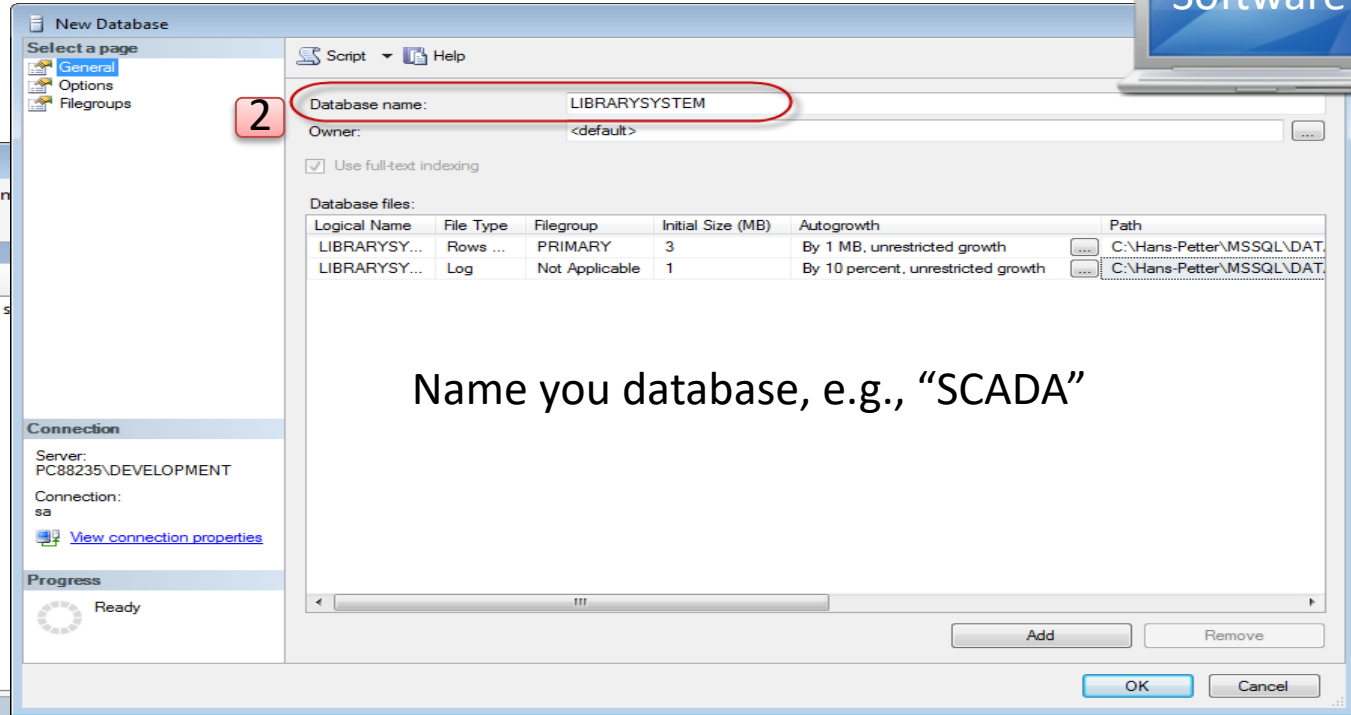 Software
New Database
Select a page
General
Options
Filegroups
Script Help
2
Database name: LIBRARYSYSTEM
Owner: <default> ...
Use full-text indexing
Database files:
Logical Name File Type Filegroup Initial Size (MB) Autogrowth Path
LIBRARYSY... Rows ... PRIMARY 3 By 1 MB, unrestricted growth ... C:\Hans-Petter\MSSQL\DAT
LIBRARYSY... Log Not Applicable 1 By 10 percent, unrestricted growth ... C:\Hans-Petter\MSSQL\DAT
Name you database, e.g., “SCADA”
Connection
Server:
PC88235\DEVELOPMENT
Connection:
sa
View connection properties
Progress
Ready
Add Remove
OK Cancel